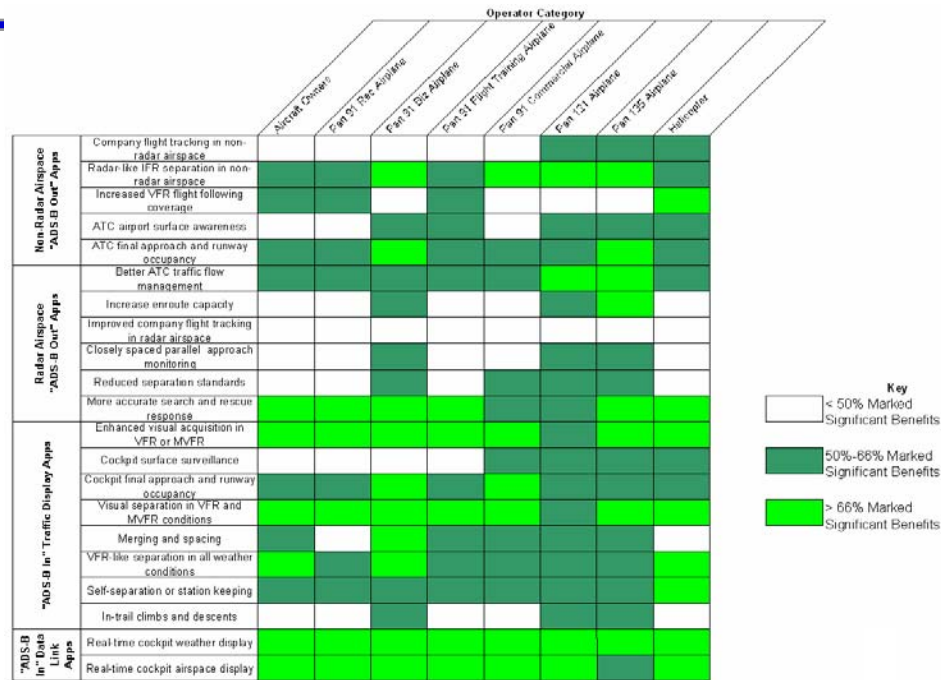 Operator Category
Aircraft Owners
Part 91 Rec Airplane
Part 91 Biz Airplane
Part 91 Flight Training Airplane
Part 91 Commercial Airplane
Part 121 Airplane
Part 135 Airplane
Helicopter
Non-Radar Airspace
"ADS-B Out" Apps
Company flight tracking in non-
radar airspace
Radar-like IFR separation in non-
radar airspace
Increased VFR flight following
coverage
ATC airport surface awareness
ATC final approach and runway
occupancy
Radar Airspace
"ADS-B Out" Apps
Better ATC traffic flow
management
Increase enroute capacity
Improved company flight tracking
in radar airspace
Closely spaced parallel approach
monitoring
Reduced separation standards
More accurate search and rescue
response
"ADS-B In" Traffic Display Apps
Enhanced visual acquisition in
VFR or MVFR
Cockpit surface surveillance
Cockpit final approach and runway
occupancy
Visual separation in VFR and
MVFR conditions
Merging and spacing
VFR-like separation in all weather
conditions
Self-separation or station keeping
In-trail climbs and descents
"ADS-B
In" Data
Link
Apps
Real-time cockpit weather display
Real-time cockpit airspace display
Key
< 50% Marked
Significant Benefits
50%-66% Marked
Significant Benefits
> 66% Marked
Significant Benefits